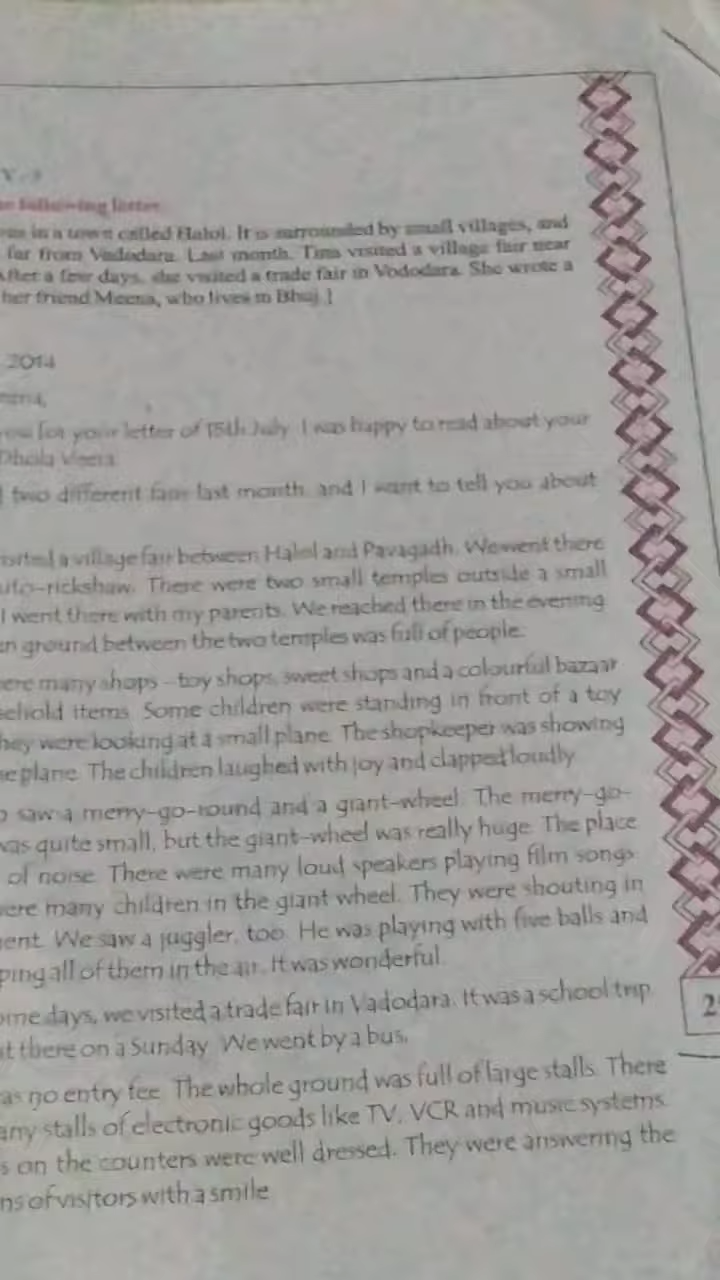 following letter.
in a town called Halol. It is surrounded by small villages, and
far from Vadodara. Last month, Tina visited a village fair near
After a few days, she visited a trade fair in Vododara. She wrote a
her friend Meena, who lives in Bhuj.]
2014
for your letter of 15th July. I was happy to read about your
Dhola Veera.
two different fairs last month, and I want to tell you about
visited a village fair between Halol and Pavagadh. We went there
uto-rickshaw. There were two small temples outside a small
I went there with my parents. We reached there in the evening.
en ground between the two temples was full of people.
ere many shops - toy shops, sweet shops and a colourful bazaar
sehold items. Some children were standing in front of a toy
hey were looking at a small plane. The shopkeeper was showing
e plane. The children laughed with joy and clapped loudly.
o saw a merry-go-round and a giant-wheel. The merry-go-
was quite small, but the giant-wheel was really huge. The place
of noise. There were many loud speakers playing film songs.
ere many children in the giant wheel. They were shouting in
ent. We saw a juggler, too. He was playing with five balls and
ping all of them in the air. It was wonderful.
ome days, we visited a trade fair in Vadodara. It was a school trip.
t there on a Sunday. We went by a bus.
as no entry fee. The whole ground was full of large stalls. There
any stalls of electronic goods like TV, VCR and music systems.
s on the counters were well dressed. They were answering the
ns of visitors with a smile.
2